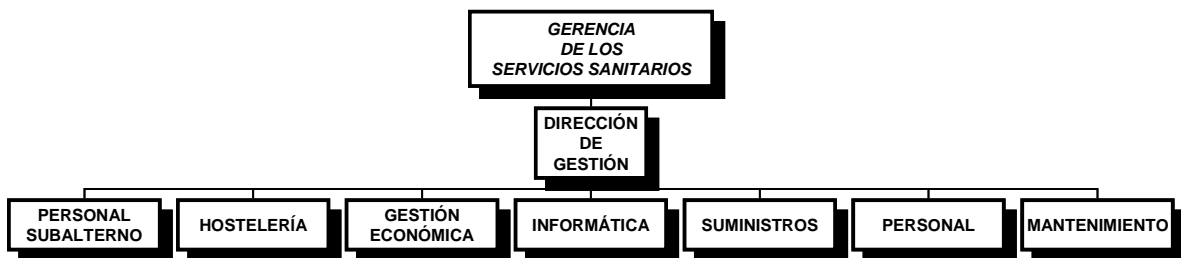 GERENCIA
DE LOS
SERVICIOS SANITARIOS
DIRECCIÓN
DE
GESTIÓN
PERSONAL
SUBALTERNO
HOSTELERÍA
GESTIÓN
ECONÓMICA
INFORMÁTICA
SUMINISTROS
PERSONAL
MANTENIMIENTO